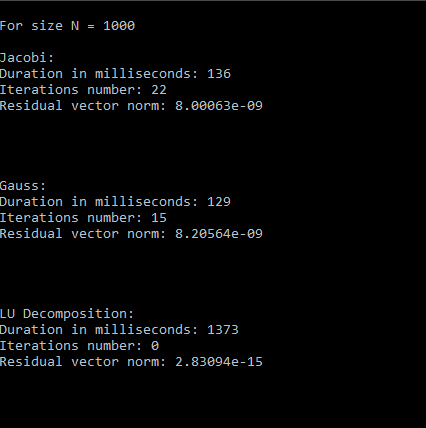 For size N = 1000
Jacobi:
Duration in milliseconds: 136
Iterations number: 22
Residual vector norm: 8.00063e-09
Gauss:
Duration in milliseconds: 129
Iterations number: 15
Residual vector norm: 8.20564e-09
LU Decomposition:
Duration in milliseconds: 1373
Iterations number: 0
Residual vector norm: 2.83094e-15